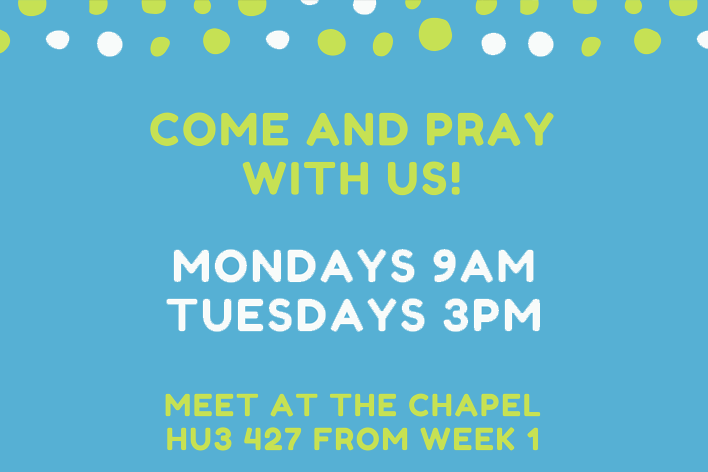 COME AND PRAY
WITH US!
MONDAYS 9AM
TUESDAYS 3PM
MEET AT THE CHAPEL
HU3 427 FROM WEEK 1